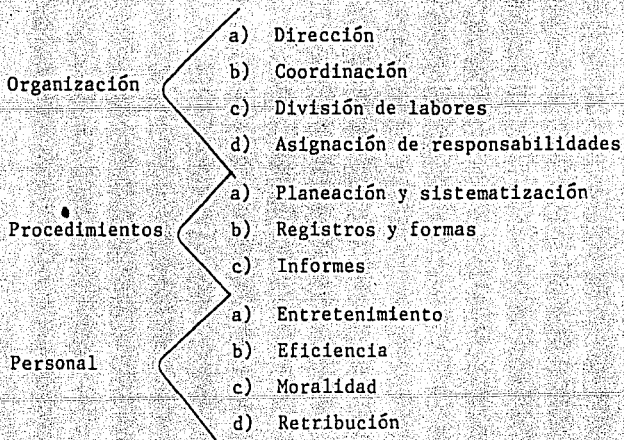 a) Dirección
b) Coordinación
Organización
c) División de labores
d) Asignación de responsabilidades
a) Planeación y sistematización
Procedimientos
b) Registros y formas
c) Informes
a) Entretenimiento
b) Eficiencia
Personal
c) Moralidad
d) Retribución